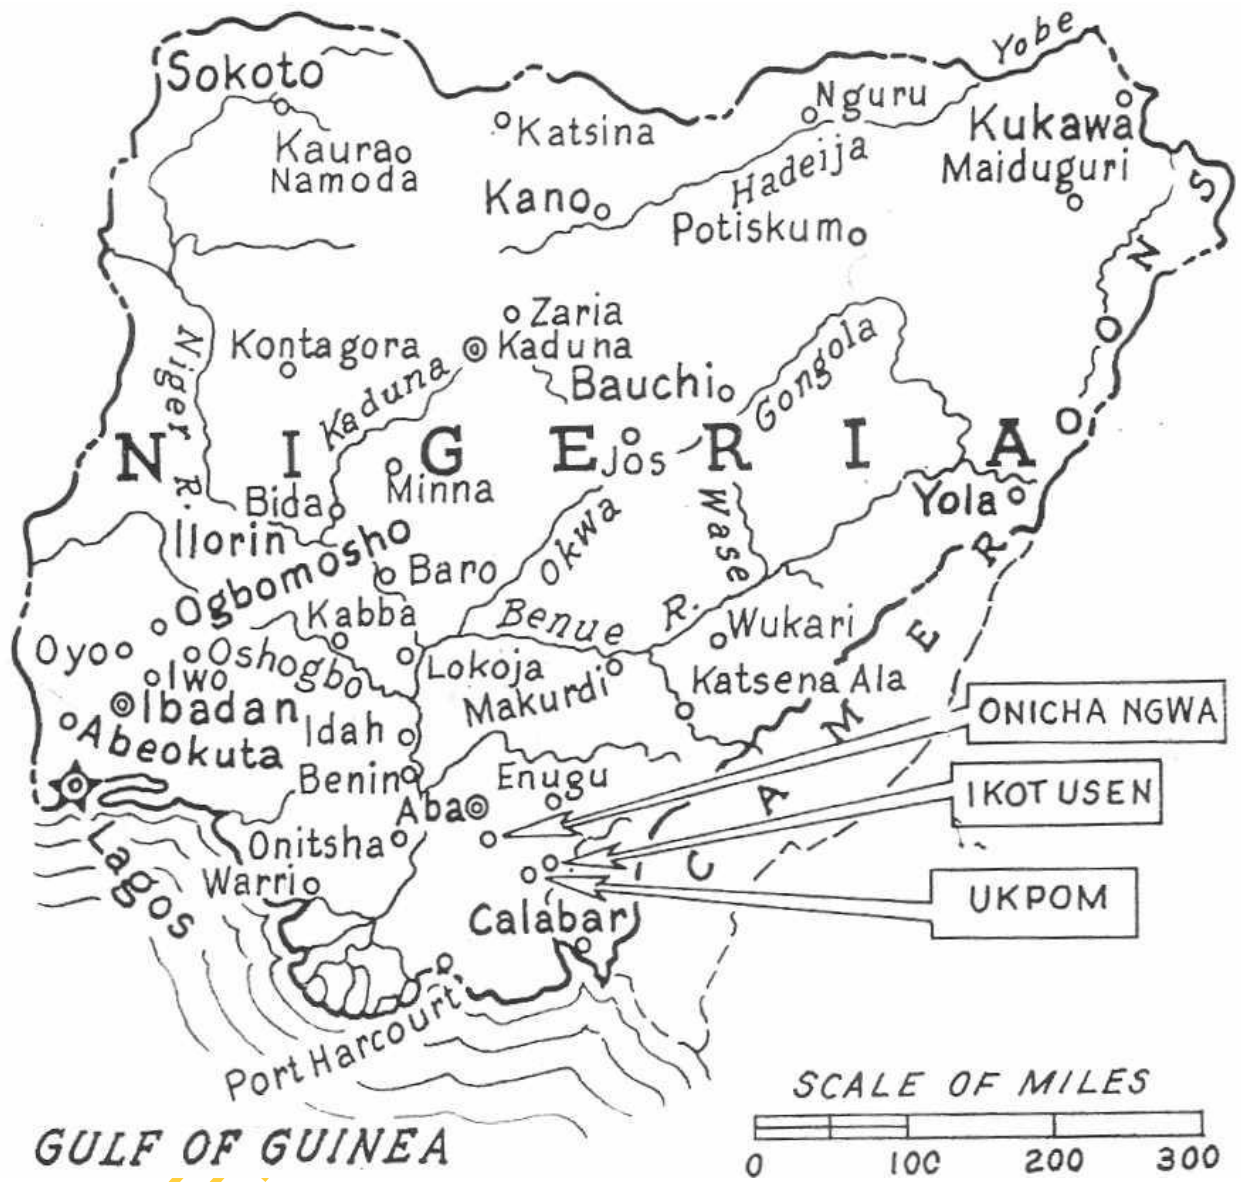 Yobe
Sokoto
Nguru
Katsina
Kukawa
Kaura
Namoda
Hadeija
Maiduguri
Kano
Potiskum
Zaria
Niger R.
Kontagora
Kaduna
Kaduna
Bauchi
Gongola
NIGERIA
Jos
Minna
Bida
Yola
Wase
Ilorin
Okwa
Ogbomosho
Baro
Kabba
Benue R.
Wukari
Oyo
Oshogbo
Iwo
Lokoja
Katsena Ala
Makurdi
Ibadan
Idah
ONICHA NGWA
Abeokuta
CAMEROONS
Benin
Enugu
IKOT USEN
Aba
Onitsha
Lagos
Warri
UKPOM
Calabar
Port Harcourt
SCALE OF MILES
GULF OF GUINEA
0 100 200 300